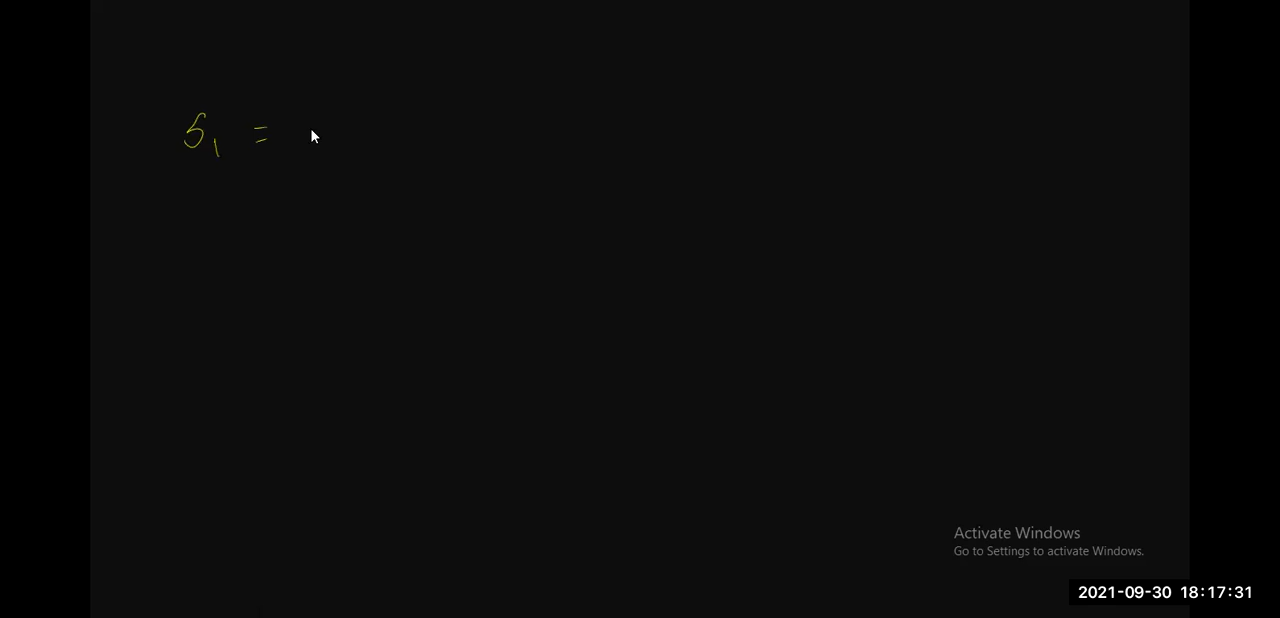 S₁ =
Activate Windows
Go to Settings to activate Windows.
2021-09-30 18:17:31